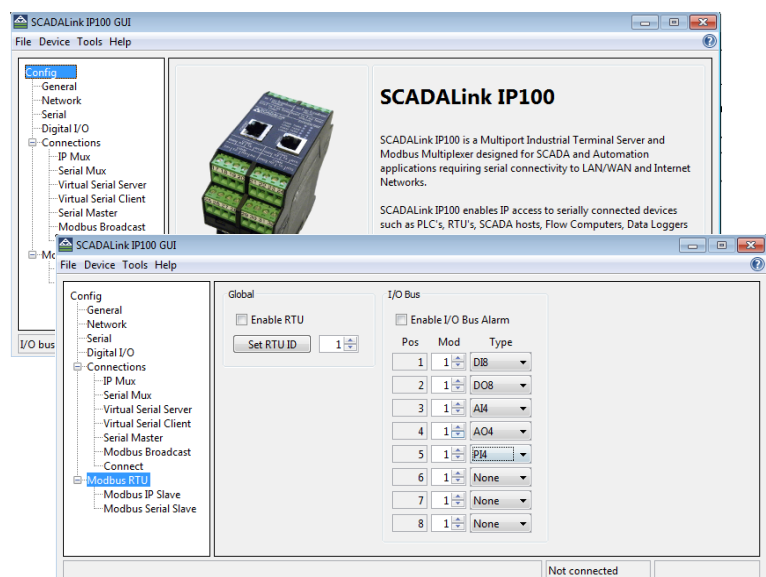 SCADALink IP100 GUI
File Device Tools Help
Config
General
Network
Serial
Digital I/O
Connections
IP Mux
Serial Mux
Virtual Serial Server
Virtual Serial Client
Serial Master
Modbus Broadcast
SCADALink IP100
SCADALink IP100 is a Multiport Industrial Terminal Server and
Modbus Multiplexer designed for SCADA and Automation
applications requiring serial connectivity to LAN/WAN and Internet
Networks.
SCADALink IP100 enables IP access to serially connected devices
such as PLC's, RTU's, SCADA hosts, Flow Computers, Data Loggers
I/O bus
SCADALink IP100 GUI
File Device Tools Help
Config
General
Network
Serial
Digital I/O
Connections
IP Mux
Serial Mux
Virtual Serial Server
Virtual Serial Client
Serial Master
Modbus Broadcast
Connect
Modbus RTU
Modbus IP Slave
Modbus Serial Slave
Global
Enable RTU
Set RTU ID 1
I/O Bus
Enable I/O Bus Alarm
Pos Mod Type
1 1 DI8
2 1 DO8
3 1 AI4
4 1 AO4
5 1 PI4
6 1 None
7 1 None
8 1 None
Not connected